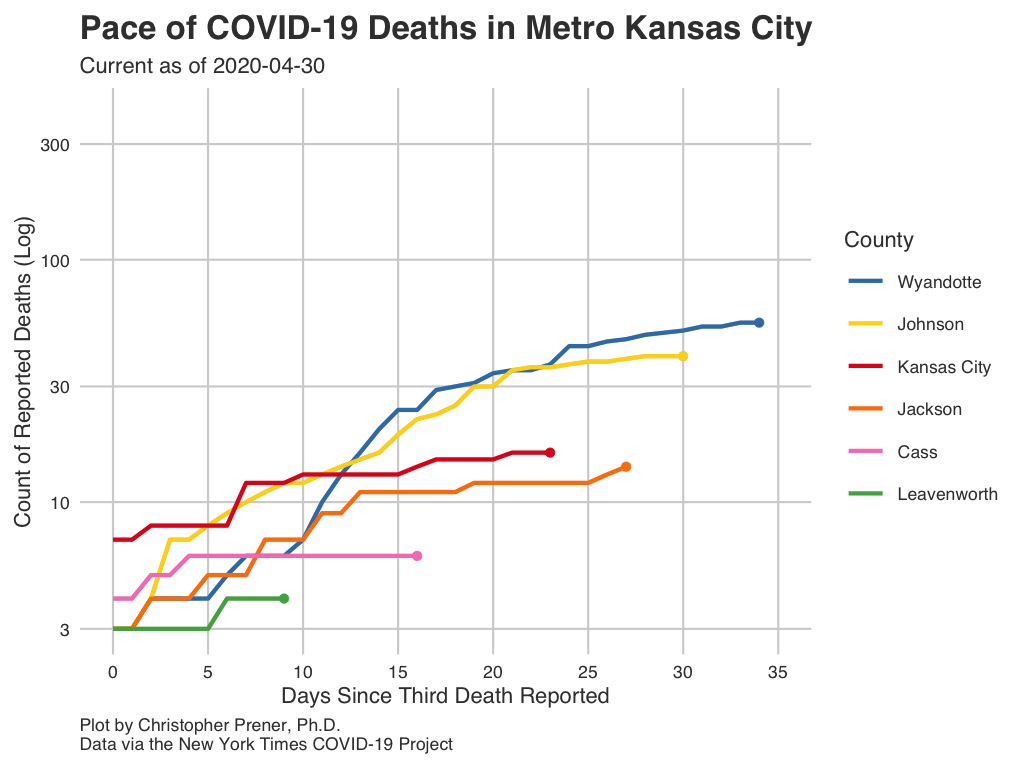 Pace of COVID-19 Deaths in Metro Kansas City
Current as of 2020-04-30
Count of Reported Deaths (Log)
300
100
30
10
3
0 5 10 15 20 25 30 35
Days Since Third Death Reported
County
Wyandotte
Johnson
Kansas City
Jackson
Cass
Leavenworth
Plot by Christopher Prener, Ph.D.
Data via the New York Times COVID-19 Project